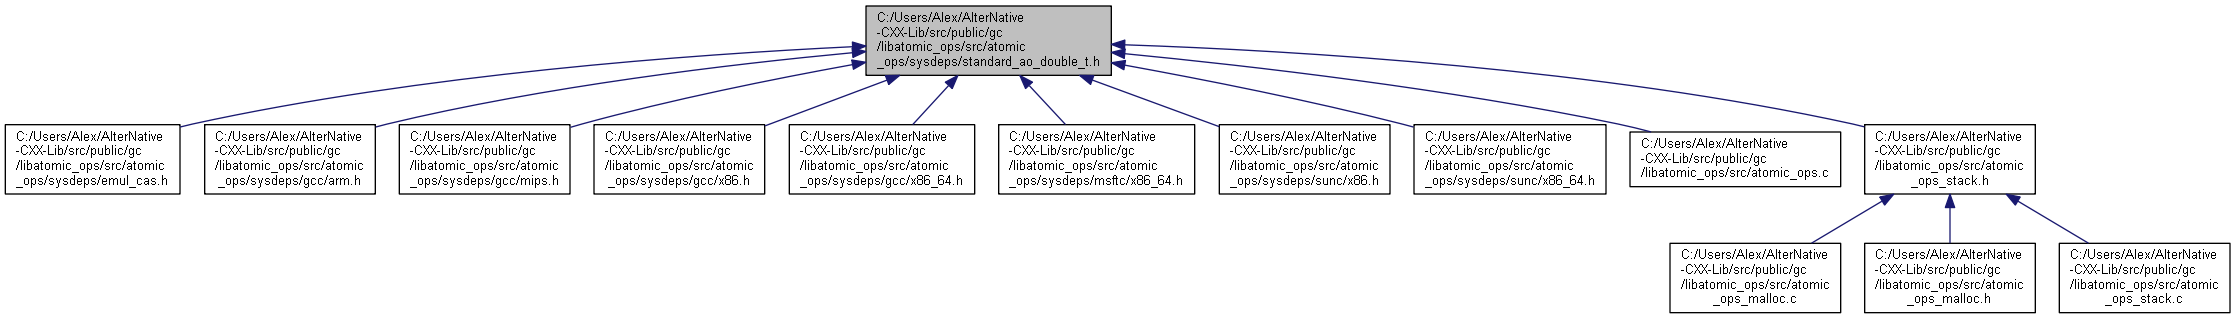 C:/Users/Alex/AlterNative
-CXX-Lib/src/public/gc
/libatomic_ops/src/atomic
_ops/sysdeps/standard_ao_double_t.h
C:/Users/Alex/AlterNative
-CXX-Lib/src/public/gc
/libatomic_ops/src/atomic
_ops/sysdeps/emul_cas.h
C:/Users/Alex/AlterNative
-CXX-Lib/src/public/gc
/libatomic_ops/src/atomic
_ops/sysdeps/gcc/arm.h
C:/Users/Alex/AlterNative
-CXX-Lib/src/public/gc
/libatomic_ops/src/atomic
_ops/sysdeps/gcc/mips.h
C:/Users/Alex/AlterNative
-CXX-Lib/src/public/gc
/libatomic_ops/src/atomic
_ops/sysdeps/gcc/x86.h
C:/Users/Alex/AlterNative
-CXX-Lib/src/public/gc
/libatomic_ops/src/atomic
_ops/sysdeps/gcc/x86_64.h
C:/Users/Alex/AlterNative
-CXX-Lib/src/public/gc
/libatomic_ops/src/atomic
_ops/sysdeps/msftc/x86_64.h
C:/Users/Alex/AlterNative
-CXX-Lib/src/public/gc
/libatomic_ops/src/atomic
_ops/sysdeps/sunc/x86.h
C:/Users/Alex/AlterNative
-CXX-Lib/src/public/gc
/libatomic_ops/src/atomic
_ops/sysdeps/sunc/x86_64.h
C:/Users/Alex/AlterNative
-CXX-Lib/src/public/gc
/libatomic_ops/src/atomic_ops.c
C:/Users/Alex/AlterNative
-CXX-Lib/src/public/gc
/libatomic_ops/src/atomic
_ops_stack.h
C:/Users/Alex/AlterNative
-CXX-Lib/src/public/gc
/libatomic_ops/src/atomic
_ops_malloc.c
C:/Users/Alex/AlterNative
-CXX-Lib/src/public/gc
/libatomic_ops/src/atomic
_ops_malloc.h
C:/Users/Alex/AlterNative
-CXX-Lib/src/public/gc
/libatomic_ops/src/atomic
_ops_stack.c